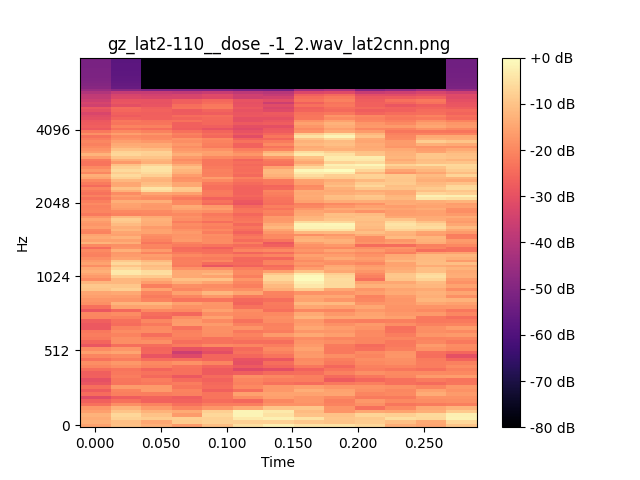 gz_lat2-110__dose_-1_2.wav_lat2cnn.png
+0 dB
-10 dB
-20 dB
-30 dB
-40 dB
-50 dB
-60 dB
-70 dB
-80 dB
Hz
4096
2048
1024
512
0
0.000 0.050 0.100 0.150 0.200 0.250
Time